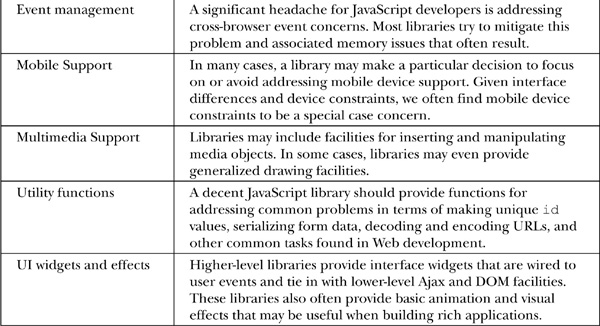 Event management
A significant headache for JavaScript developers is addressing
cross-browser event concerns. Most libraries try to mitigate this
problem and associated memory issues that often result.
Mobile Support
In many cases, a library may make a particular decision to focus
on or avoid addressing mobile device support. Given interface
differences and device constraints, we often find mobile device
constraints to be a special case concern.
Multimedia Support
Libraries may include facilities for inserting and manipulating
media objects. In some cases, libraries may even provide
generalized drawing facilities.
Utility functions
A decent JavaScript library should provide functions for
addressing common problems in terms of making unique id
values, serializing form data, decoding and encoding URLs, and
other common tasks found in Web development.
UI widgets and effects
Higher-level libraries provide interface widgets that are wired to
user events and tie in with lower-level Ajax and DOM facilities.
These libraries also often provide basic animation and visual
effects that may be useful when building rich applications.